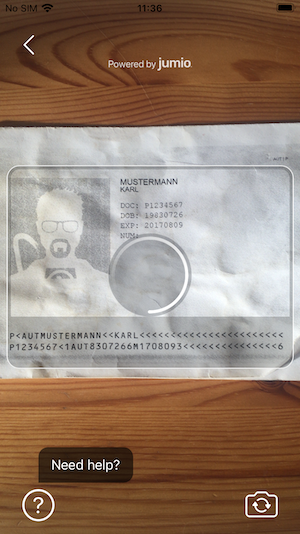 No SIM 11:36
Powered by jumio
MUSTERMANN
KARL
DOC: P1234567
DOB: 19830726
EXP: 20170809
NUM:
P<AUTMUSTERMANN<<KARL<<<<<<<<<<<<<<<<<<<<<<<
P1234567<1AUT8307266M1708093<<<<<<<<<<<<<<<6
Need help?
?